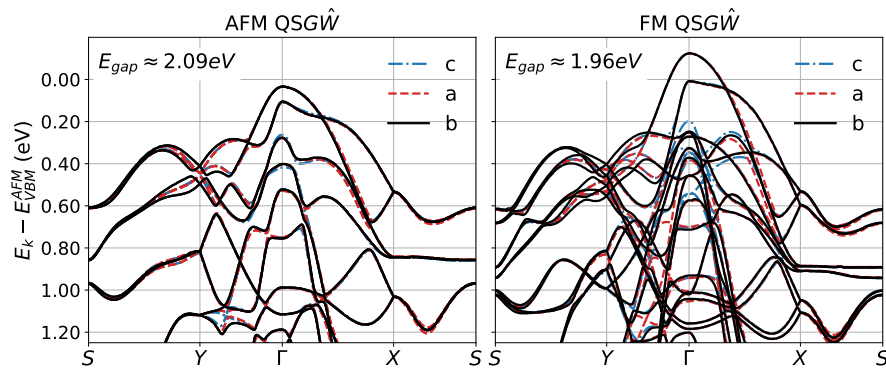 AFM QSGŴ
FM QSGŴ
E_gap ≈ 2.09eV
c
a
b
E_gap ≈ 1.96eV
c
a
b
E_k − E_VBM^AFM (eV)
0.00
0.20
0.40
0.60
0.80
1.00
1.20
S
Y
Γ
X
S
S
Y
Γ
X
S